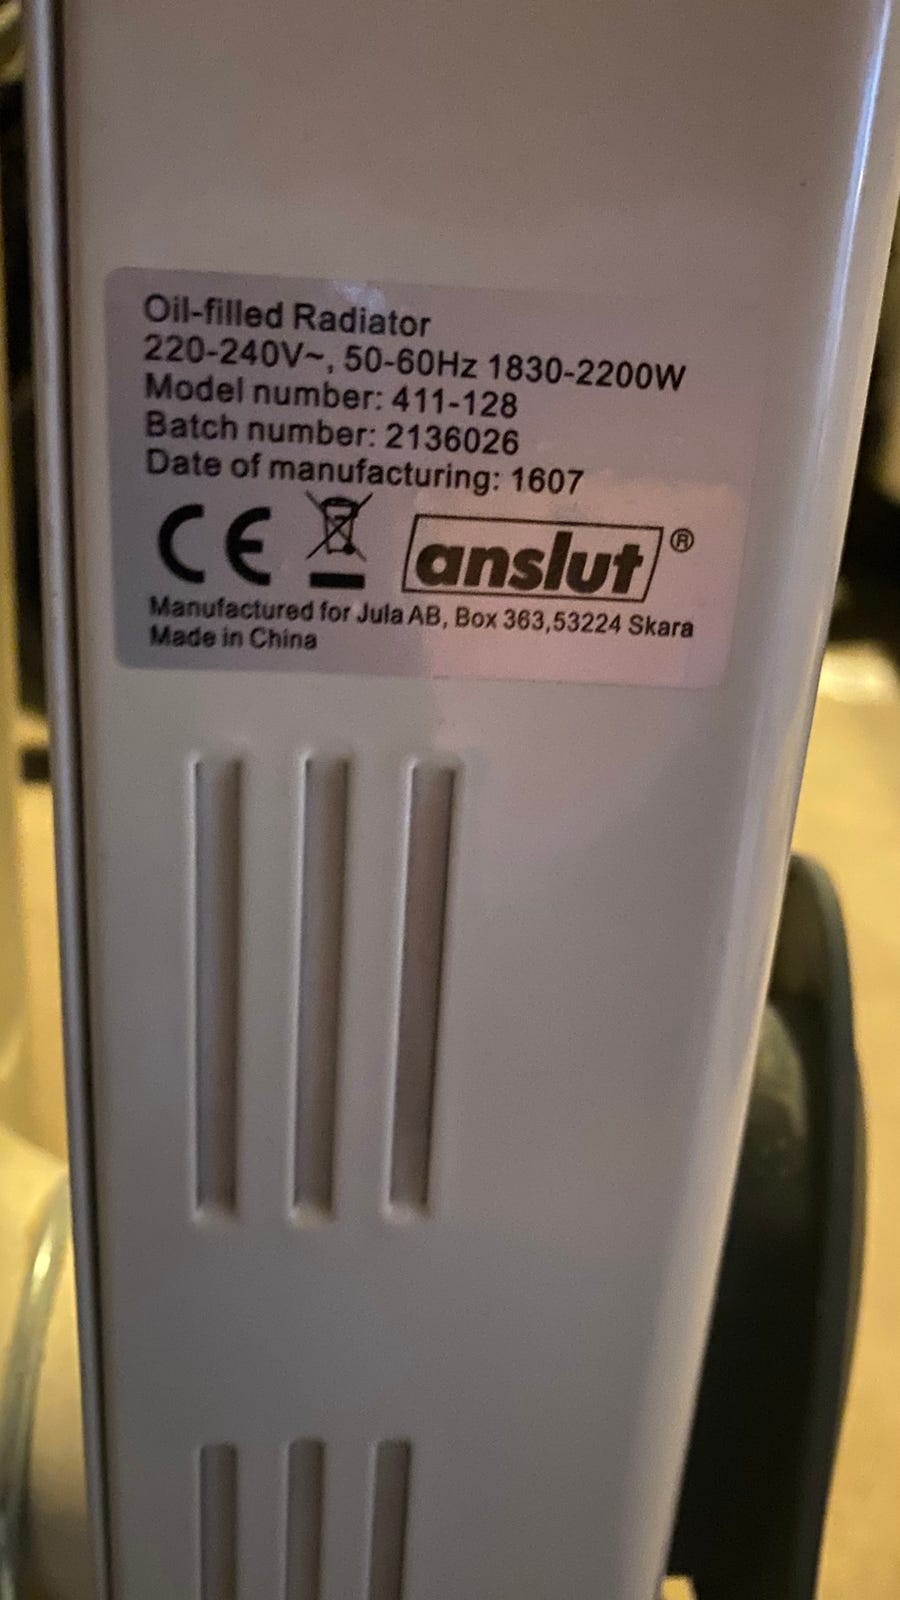 Oil-filled Radiator
220-240V~, 50-60Hz 1830-2200W
Model number: 411-128
Batch number: 2136026
Date of manufacturing: 1607
CE anslut®
Manufactured for Jula AB, Box 363,53224 Skara
Made in China